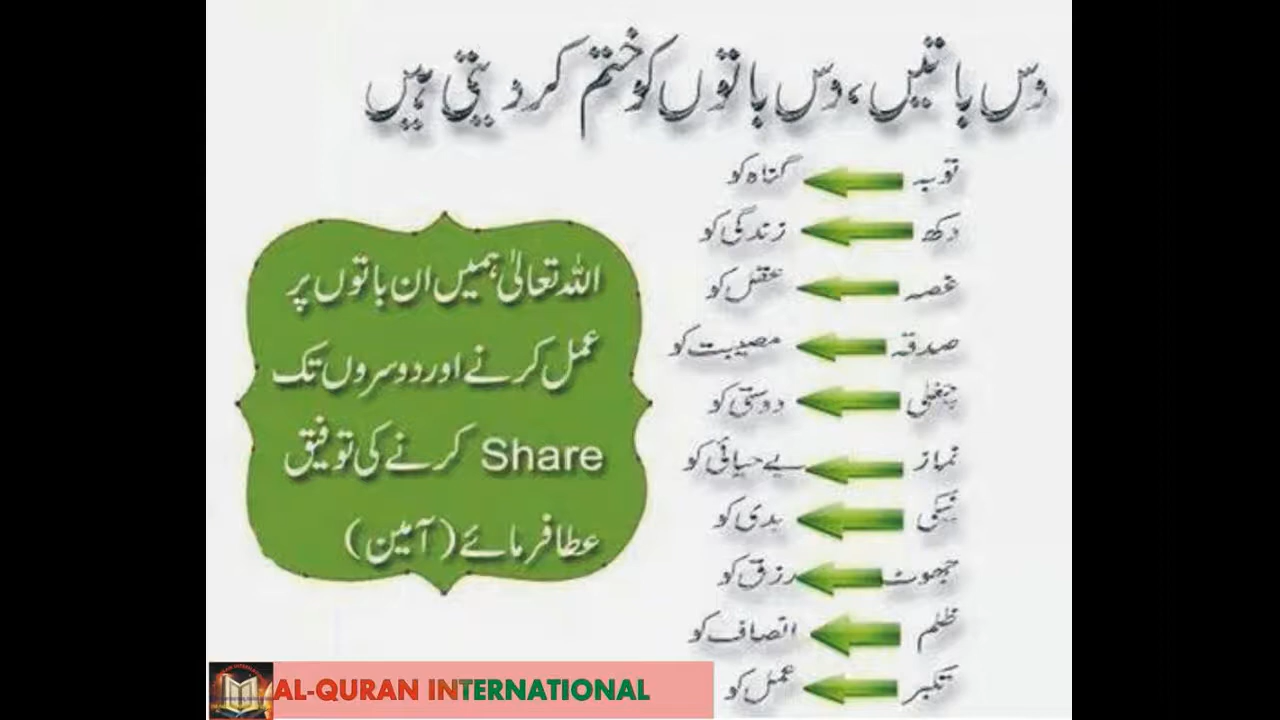 دس باتیں، دس باتوں کو ختم کر دیتی ہیں
توبہ گناہ کو
دکھ زندگی کو
غصہ عقل کو
صدقہ مصیبت کو
چغلی دوستی کو
نماز بے حیائی کو
نیکی بدی کو
جھوٹ رزق کو
ظلم انصاف کو
تکبر عمل کو
اللہ تعالیٰ ہمیں ان باتوں پر
عمل کرنے اور دوسروں تک
Share کرنے کی توفیق
عطا فرمائے (آمین)
AL-QURAN INTERNATIONAL